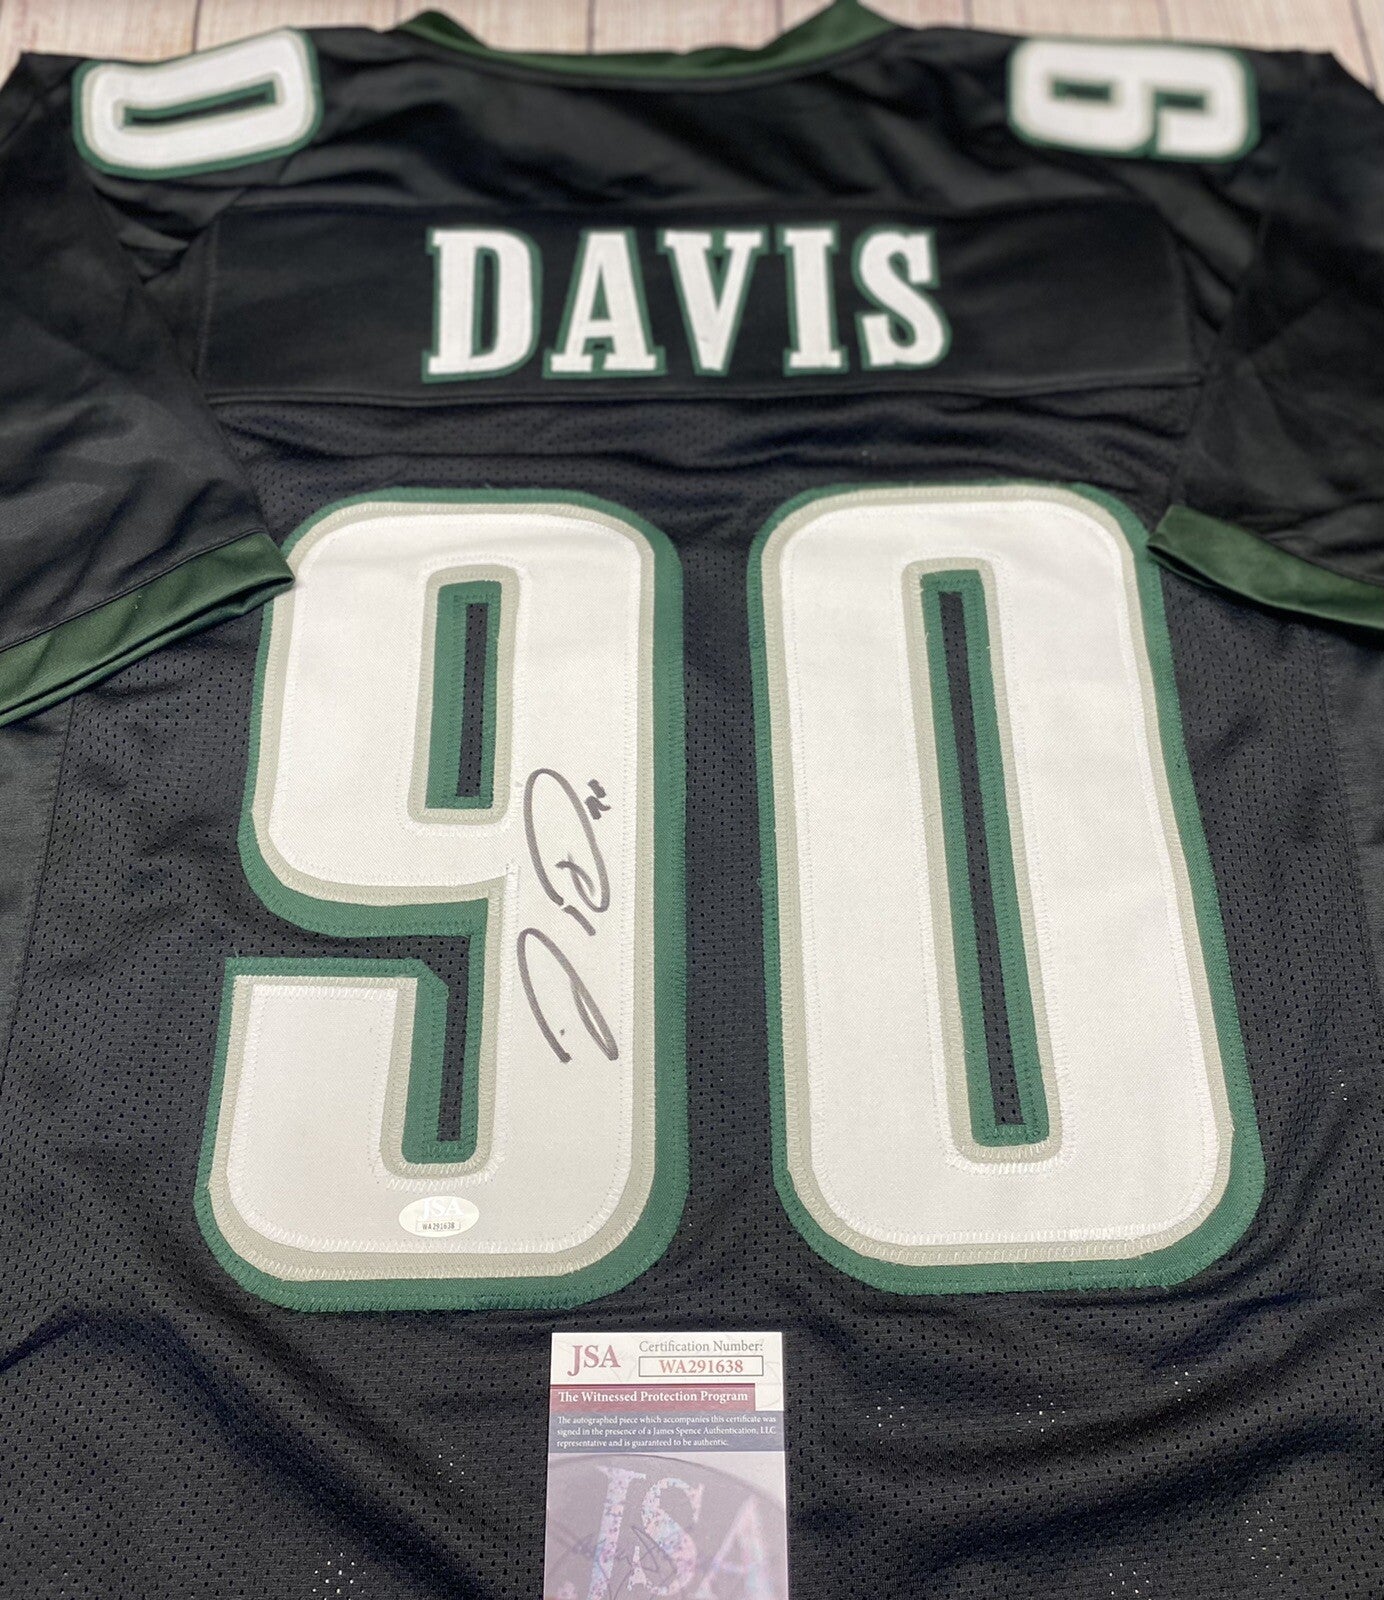 0 9
DAVIS
90
JSA
WA291638
JSA
Certification Number:
WA291638
The Witnessed Protection Program
The autographed piece which accompanies this certificate was
signed in the presence of a James Spence Authentication, LLC
representative and is guaranteed to be authentic.
JSA